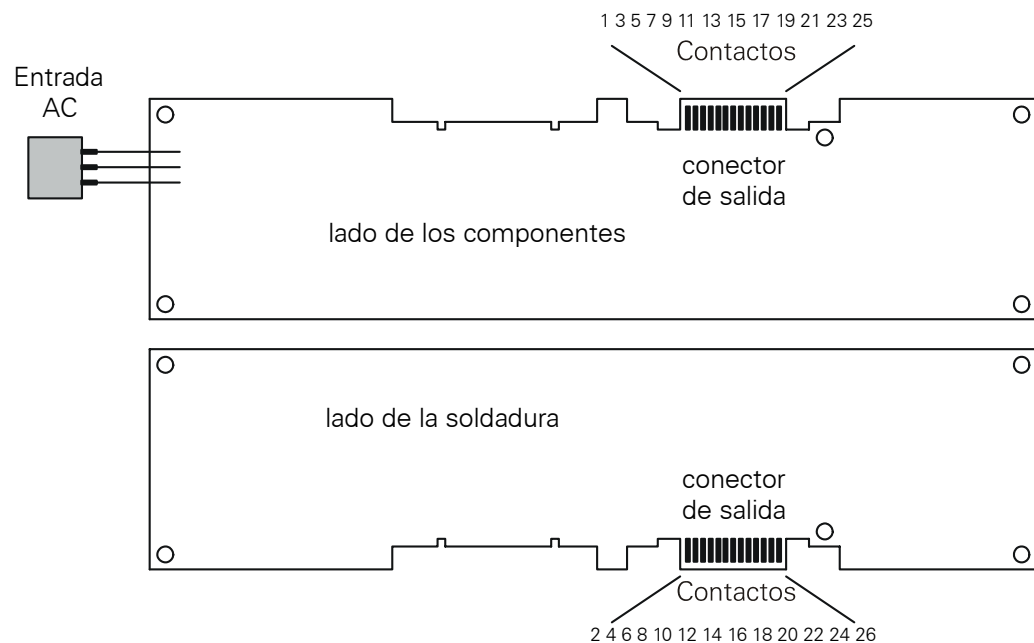 1 3 5 7 9 11 13 15 17 19 21 23 25
Contactos
Entrada
AC
conector
de salida
lado de los componentes
lado de la soldadura
conector
de salida
Contactos
2 4 6 8 10 12 14 16 18 20 22 24 26